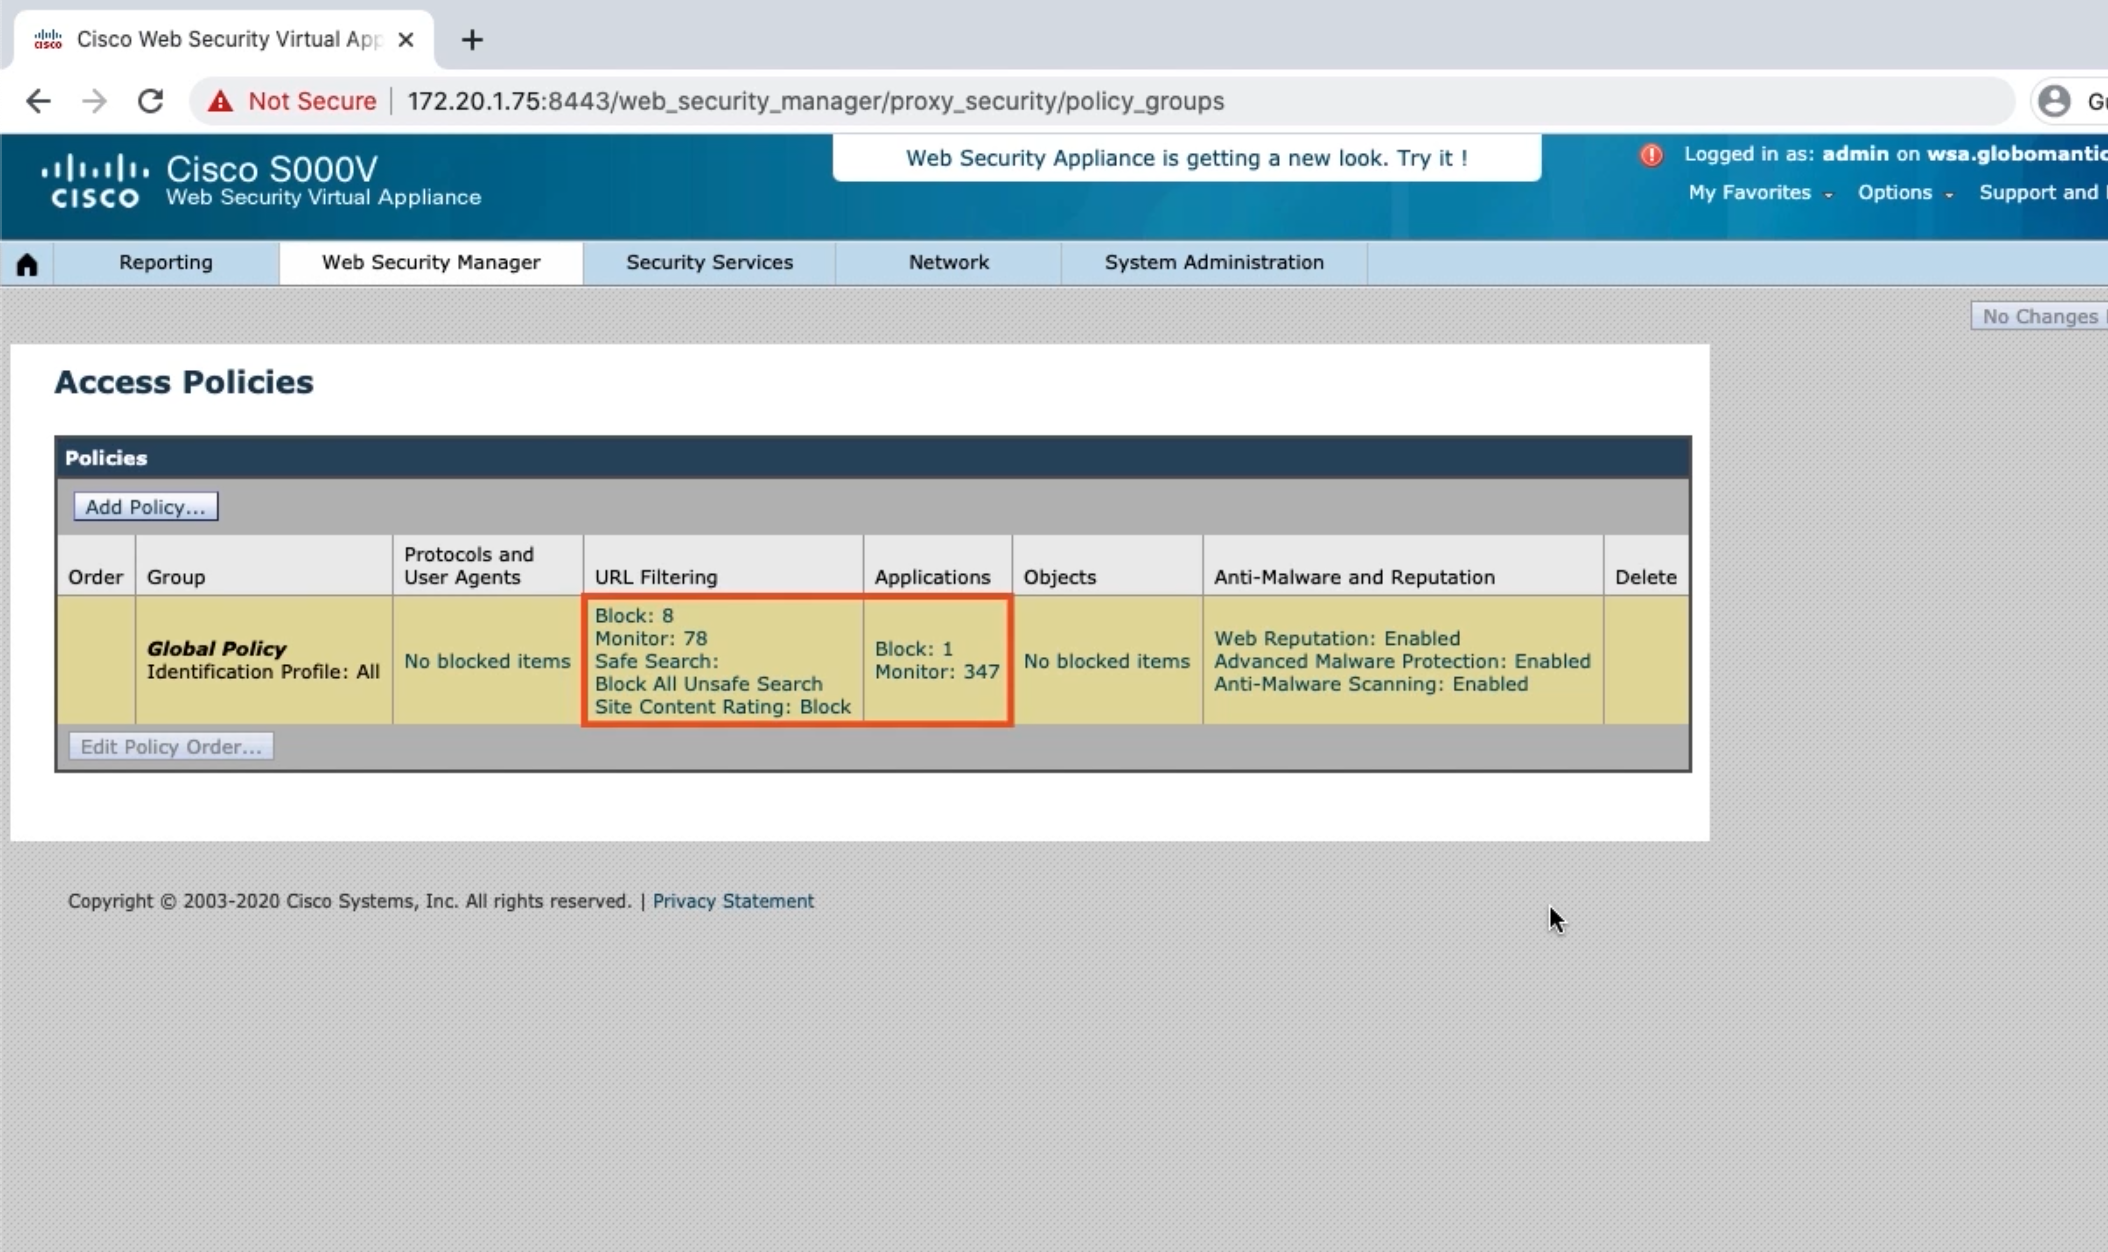 Cisco Web Security Virtual App
Not Secure 172.20.1.75:8443/web_security_manager/proxy_security/policy_groups
CISCO
Cisco S000V
Web Security Virtual Appliance
Web Security Appliance is getting a new look. Try it !
Logged in as: admin on wsa.globomantic
My Favorites Options Support and
Reporting Web Security Manager Security Services Network System Administration
No Changes
Access Policies
Policies
Add Policy...
Order Group Protocols and User Agents URL Filtering Applications Objects Anti-Malware and Reputation Delete
Global Policy
Identification Profile: All
No blocked items
Block: 8
Monitor: 78
Safe Search:
Block All Unsafe Search
Site Content Rating: Block
Block: 1
Monitor: 347
No blocked items
Web Reputation: Enabled
Advanced Malware Protection: Enabled
Anti-Malware Scanning: Enabled
Edit Policy Order...
Copyright © 2003-2020 Cisco Systems, Inc. All rights reserved. | Privacy Statement